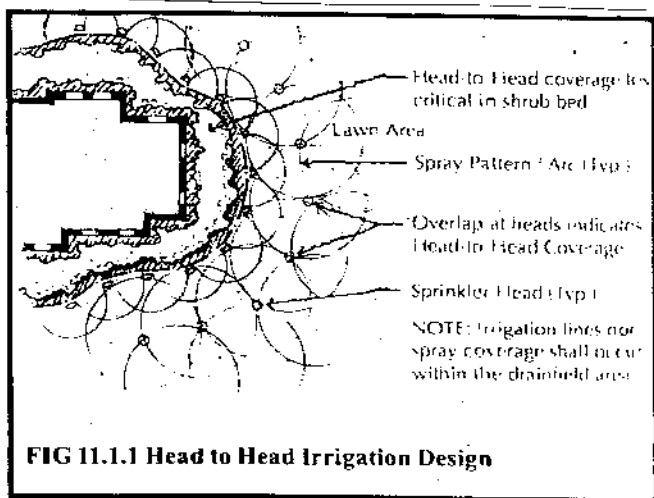 Head-to-Head coverage is
critical in shrub bed
Lawn Area
Spray Pattern / Arc (Typ.)
Overlap at heads indicates
Head-to-Head Coverage
Sprinkler Head (Typ.)
NOTE: Irrigation lines nor
spray coverage shall occur
within the drainfield area
FIG 11.1.1 Head to Head Irrigation Design